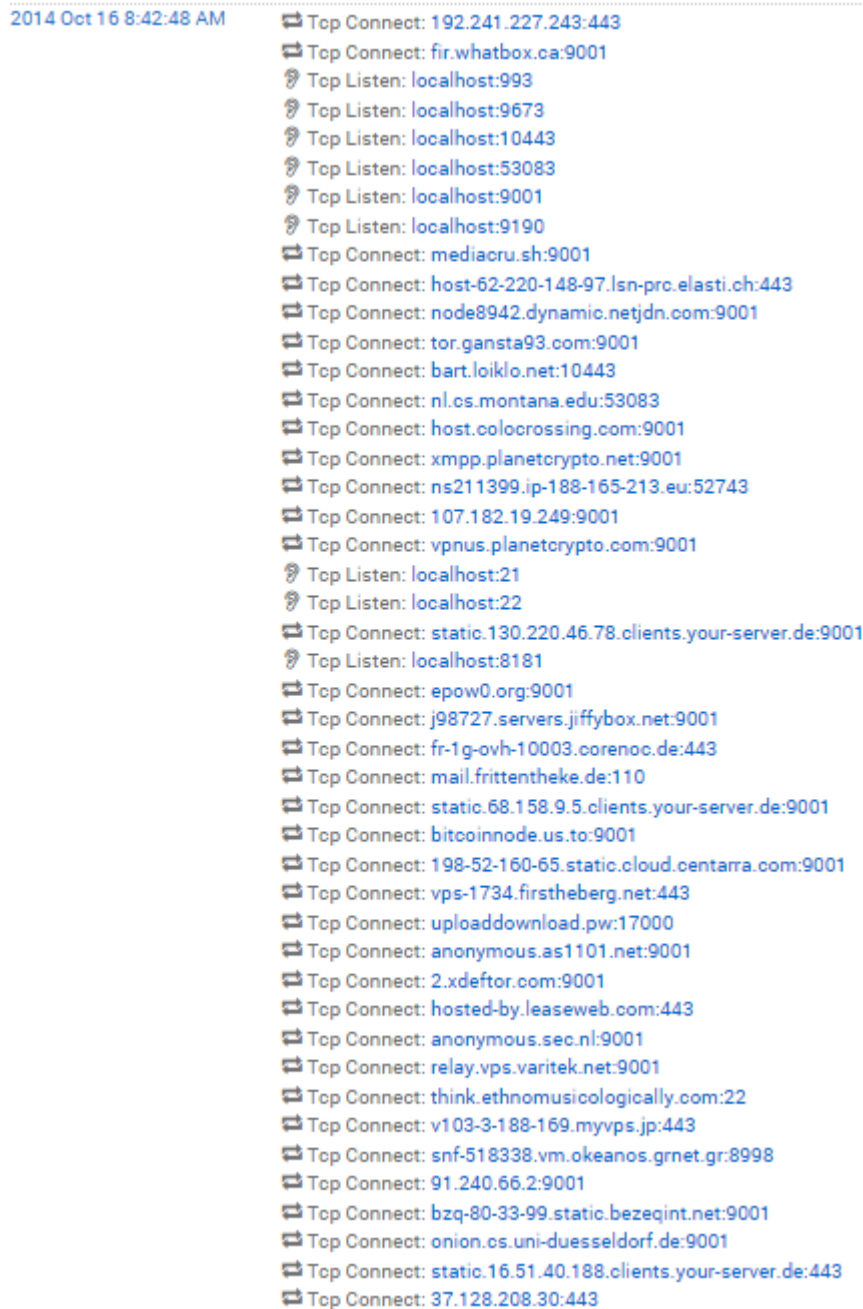 2014 Oct 16 8:42:48 AM
Tcp Connect: 192.241.227.243:443
Tcp Connect: fir.whatbox.ca:9001
Tcp Listen: localhost:993
Tcp Listen: localhost:9673
Tcp Listen: localhost:10443
Tcp Listen: localhost:53083
Tcp Listen: localhost:9001
Tcp Listen: localhost:9190
Tcp Connect: mediacru.sh:9001
Tcp Connect: host-62-220-148-97.lsn-prc.elasti.ch:443
Tcp Connect: node8942.dynamic.netjdn.com:9001
Tcp Connect: tor.gansta93.com:9001
Tcp Connect: bart.loiklo.net:10443
Tcp Connect: nl.cs.montana.edu:53083
Tcp Connect: host.colocrossing.com:9001
Tcp Connect: xmpp.planetcrypto.net:9001
Tcp Connect: ns211399.ip-188-165-213.eu:52743
Tcp Connect: 107.182.19.249:9001
Tcp Connect: vpnus.planetcrypto.com:9001
Tcp Listen: localhost:21
Tcp Listen: localhost:22
Tcp Connect: static.130.220.46.78.clients.your-server.de:9001
Tcp Listen: localhost:8181
Tcp Connect: epow0.org:9001
Tcp Connect: j98727.servers.jiffybox.net:9001
Tcp Connect: fr-1g-ovh-10003.corenoc.de:443
Tcp Connect: mail.frittentheke.de:110
Tcp Connect: static.68.158.9.5.clients.your-server.de:9001
Tcp Connect: bitcoinnode.us.to:9001
Tcp Connect: 198-52-160-65.static.cloud.centarra.com:9001
Tcp Connect: vps-1734.firstheberg.net:443
Tcp Connect: uploaddownload.pw:17000
Tcp Connect: anonymous.as1101.net:9001
Tcp Connect: 2.xdeftor.com:9001
Tcp Connect: hosted-by.leaseweb.com:443
Tcp Connect: anonymous.sec.nl:9001
Tcp Connect: relay.vps.varitek.net:9001
Tcp Connect: think.ethnomusicologically.com:22
Tcp Connect: v103-3-188-169.myvps.jp:443
Tcp Connect: snf-518338.vm.okeanos.grnet.gr:8998
Tcp Connect: 91.240.66.2:9001
Tcp Connect: bzq-80-33-99.static.bezeqint.net:9001
Tcp Connect: onion.cs.uni-duesseldorf.de:9001
Tcp Connect: static.16.51.40.188.clients.your-server.de:443
Tcp Connect: 37.128.208.30:443